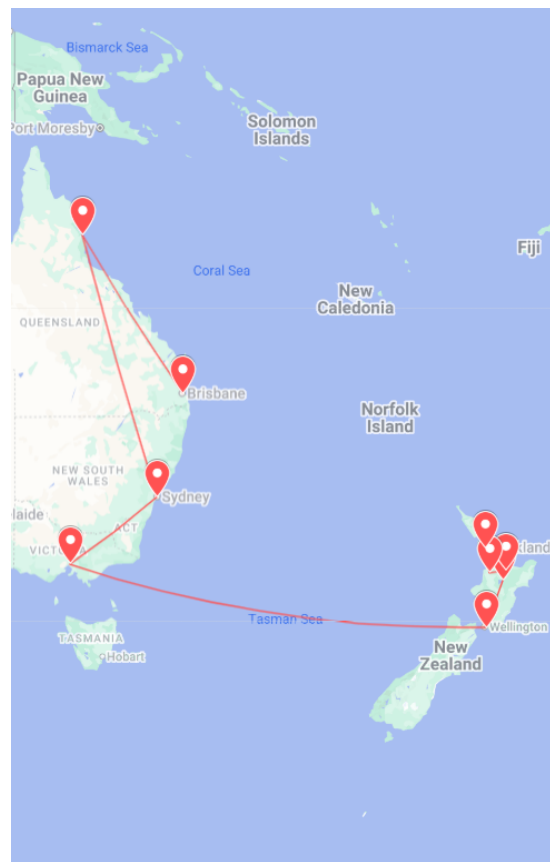 Bismarck Sea
Papua New
Guinea
Port Moresby
Solomon
Islands
Coral Sea
Fiji
New
Caledonia
QUEENSLAND
Brisbane
Norfolk
Island
NEW SOUTH
WALES
Sydney
elaide
ACT
VICTO
kland
Tasman Sea
Wellington
TASMANIA
Hobart
New
Zealand